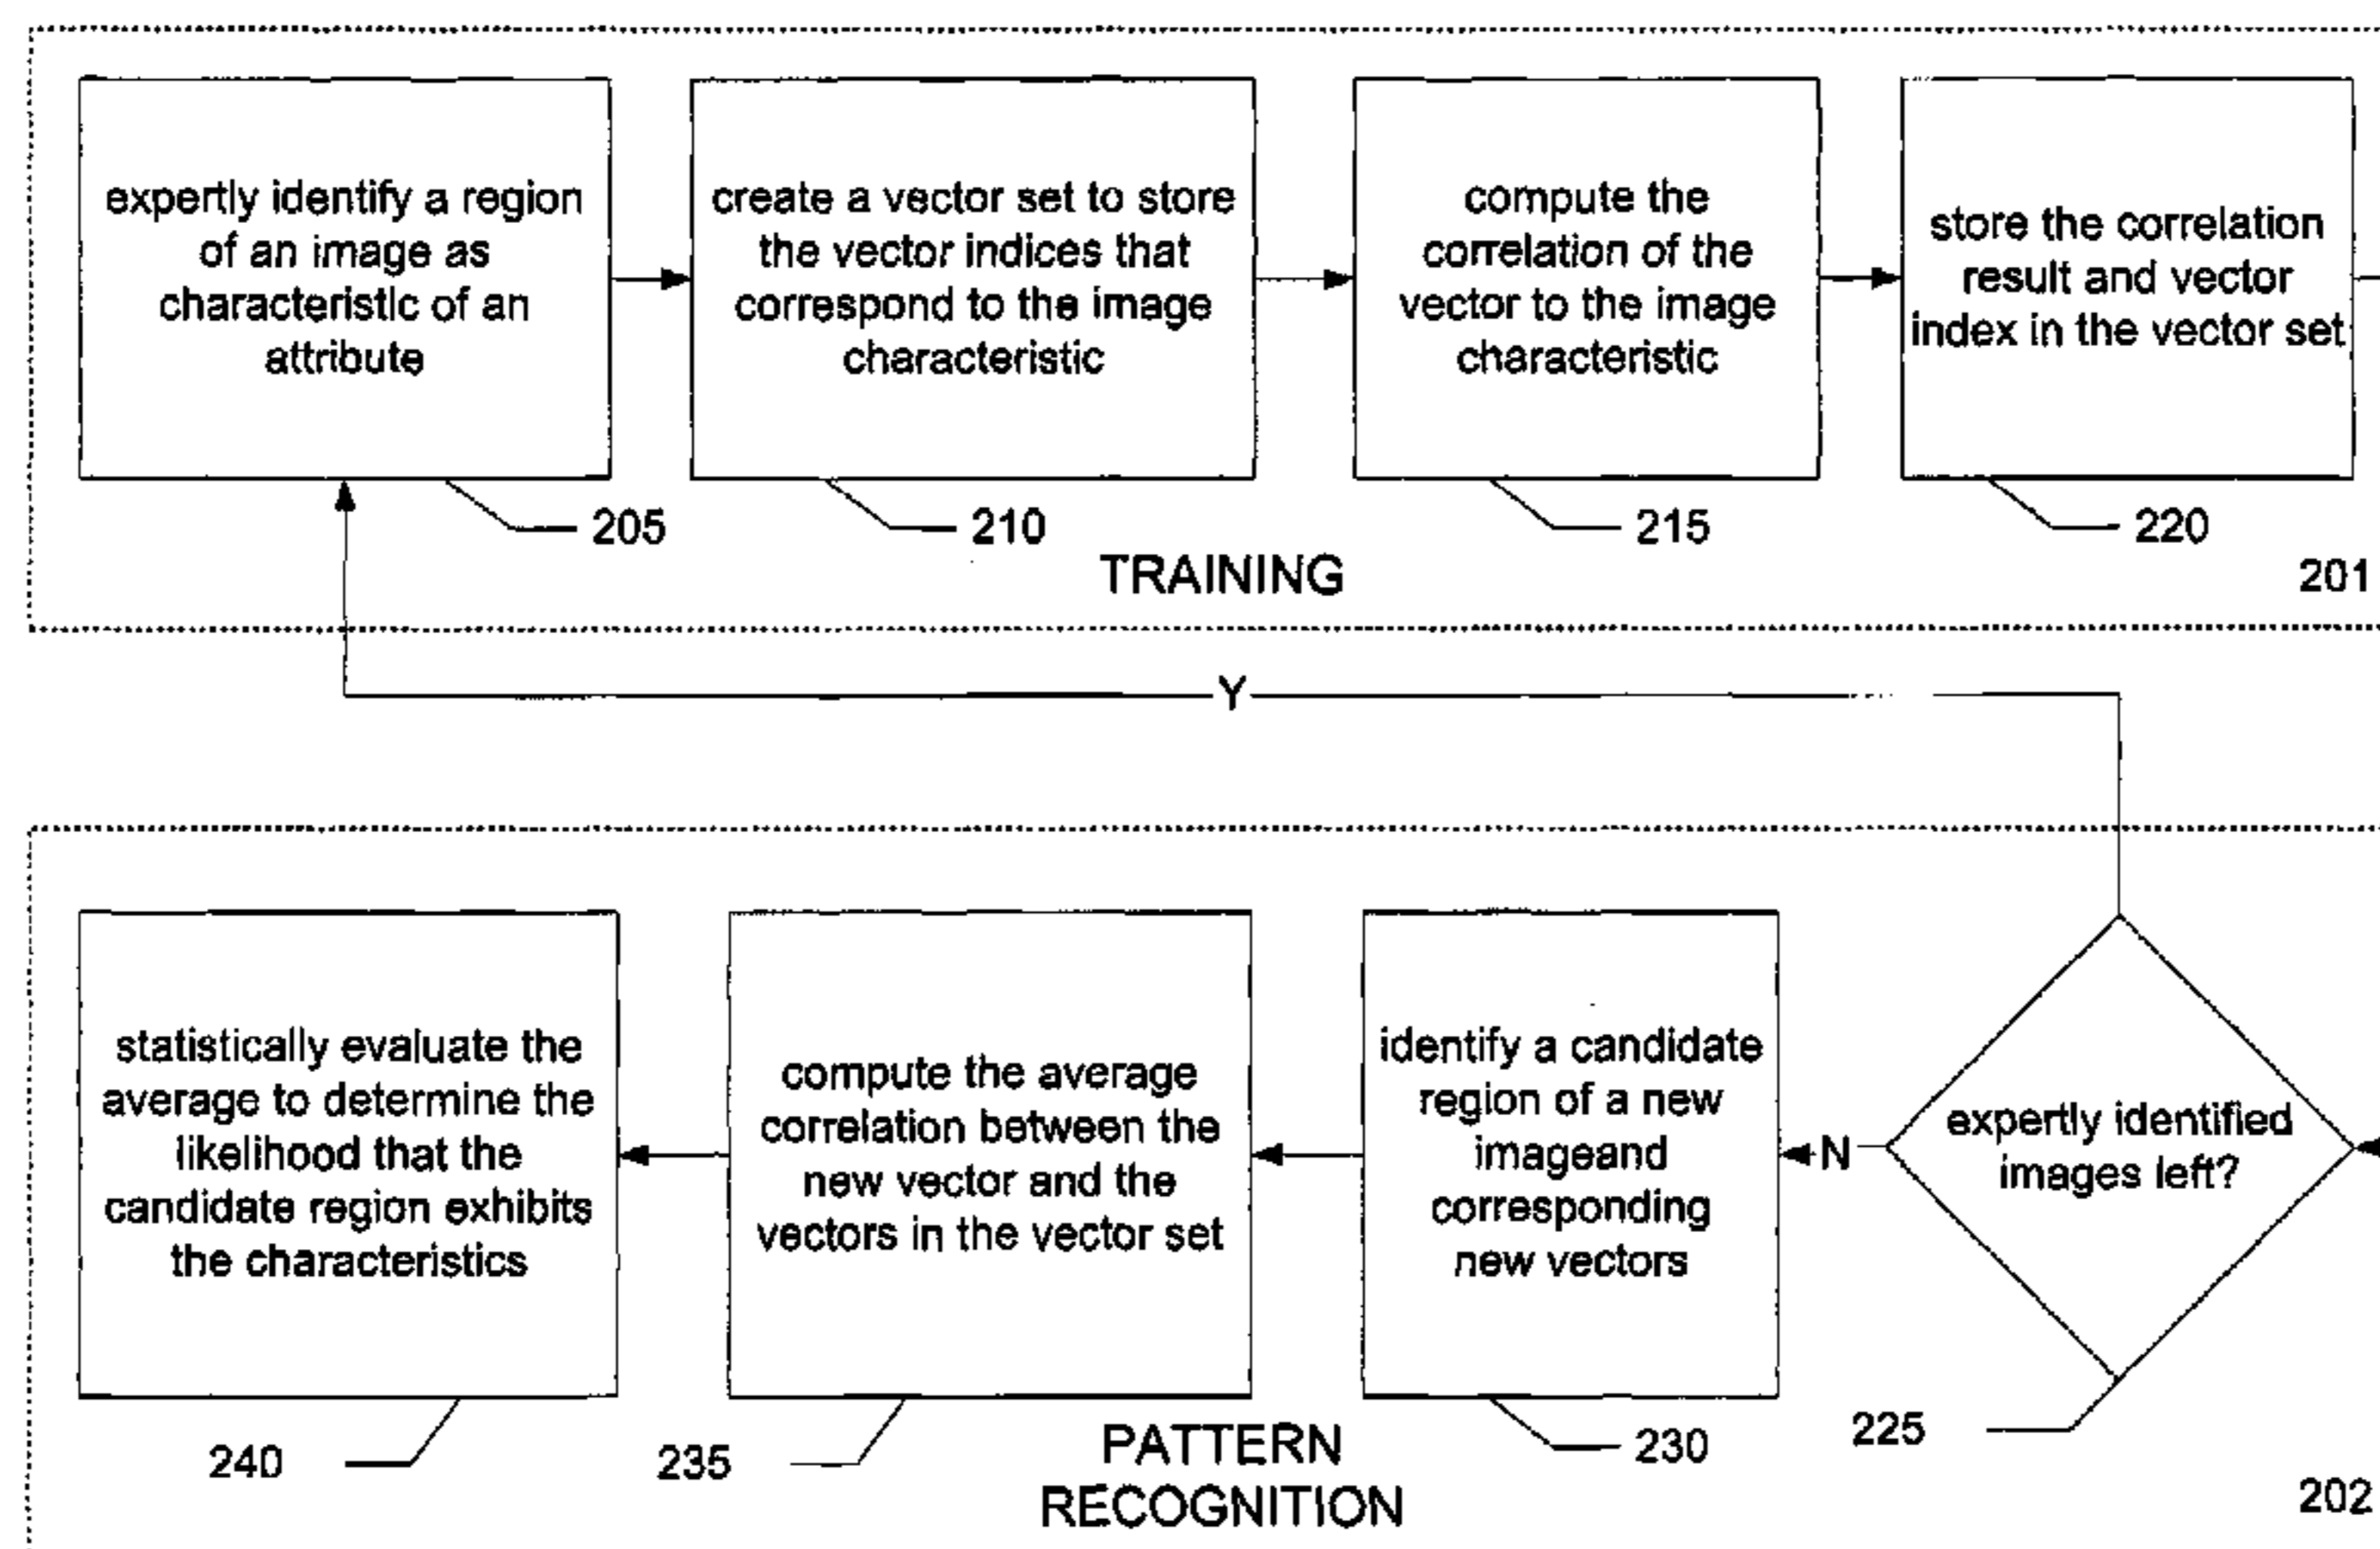 expertly identify a region
of an image as
characteristic of an
attribute
create a vector set to store
the vector indices that
correspond to the image
characteristic
compute the
correlation of the
vector to the image
characteristic
store the correlation
result and vector
index in the vector set
205
210
215
220
TRAINING
201
Y
statistically evaluate the
average to determine the
likelihood that the
candidate region exhibits
the characteristics
compute the average
correlation between the
new vector and the
vectors in the vector set
identify a candidate
region of a new
imageand
corresponding
new vectors
N
expertly identified
images left?
240
235
230
225
PATTERN
RECOGNITION
202